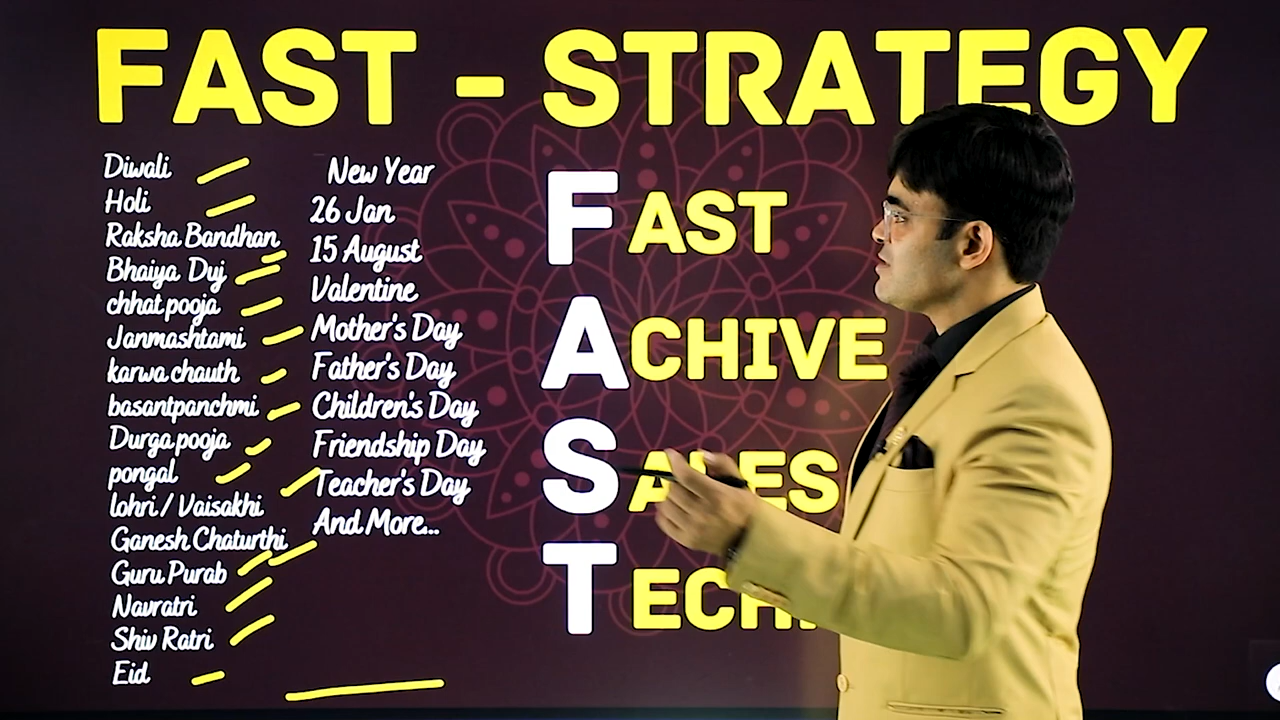 FAST - STRATEGY
Diwali
Holi
Raksha Bandhan
Bhaiya Duj
chhat pooja
Janmashtami
karwa chauth
basantpanchmi
Durga pooja
pongal
lohri / Vaisakhi
Ganesh Chaturthi
Guru Purab
Navratri
Shiv Ratri
Eid
New Year
26 Jan
15 August
Valentine
Mother's Day
Father's Day
Children's Day
Friendship Day
Teacher's Day
And More...
FAST
ACHIVE
SALES